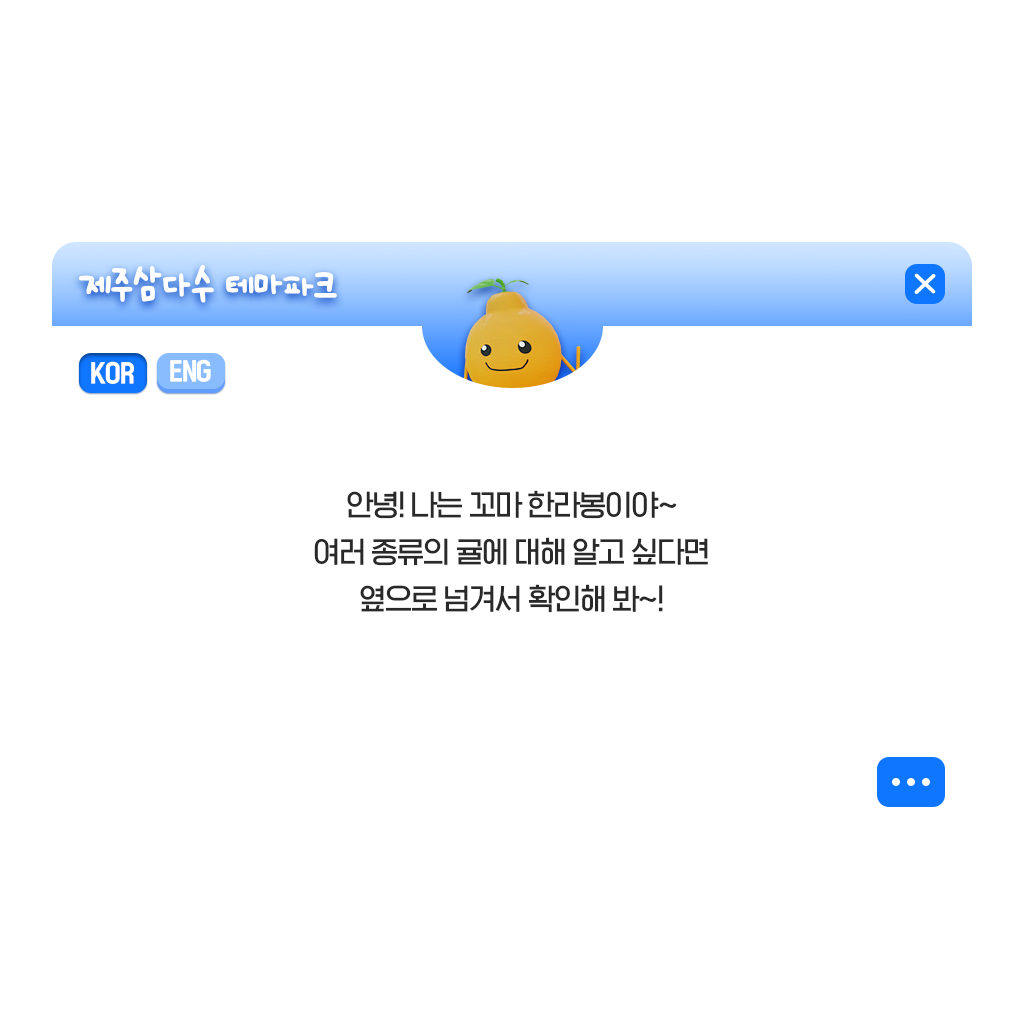 제주삼다수 테마파크
KOR ENG
안녕! 나는 꼬마 한라봉이야~
여러 종류의 귤에 대해 알고 싶다면
옆으로 넘겨서 확인해 봐~!